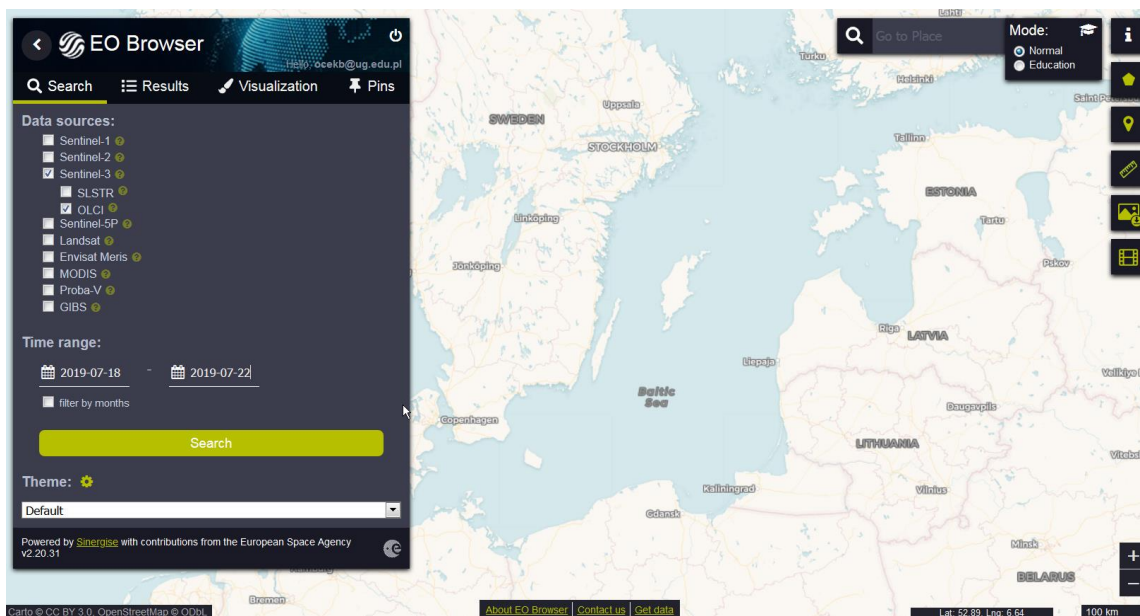 EO Browser
Hello, ocekb@ug.edu.pl
Search Results Visualization Pins
Data sources:
Sentinel-1
Sentinel-2
Sentinel-3
SLSTR
OLCI
Sentinel-5P
Landsat
Envisat Meris
MODIS
Proba-V
GIBS
Time range:
2019-07-18 - 2019-07-22
filter by months
Search
Theme:
Default
Powered by Sinergise with contributions from the European Space Agency
v2.20.31
Carto © CC BY 3.0, OpenStreetMap © ODbL
Go to Place
Mode:
Normal
Education
Lahti
Turku
Helsinki
Uppsala
SWEDEN
STOCKHOLM
Tallinn
ESTONIA
Linköping
Tartu
Jönköping
Pskov
Riga
LATVIA
Liepaja
Baltic
Sea
Daugavpils
Copenhagen
LITHUANIA
Kaliningrad
Vilnius
Gdansk
Minsk
BELARUS
Bremen
About EO Browser | Contact us | Get data
Lat: 52.89, Lng: 6.64
100 km